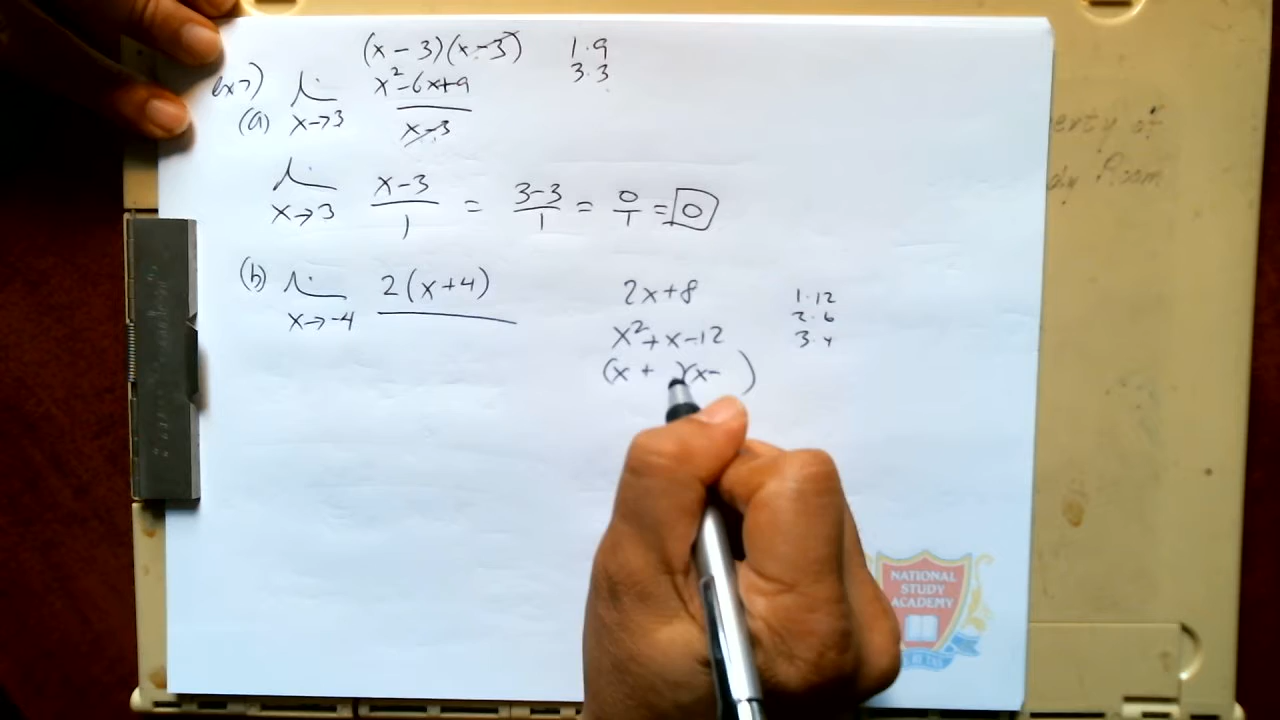 (x - 3)(x - 3) 1·9
3·3
ex7) lim x²-6x+9
(a) x→3 x-3
lim x-3 3-3 0
x→3 1 = 1 = 1 = 0
(b) lim 2(x+4) 2x+8 1·12
x→-4 x²+x-12 2·6
(x + )(x- ) 3·4
NATIONAL
STUDY
ACADEMY